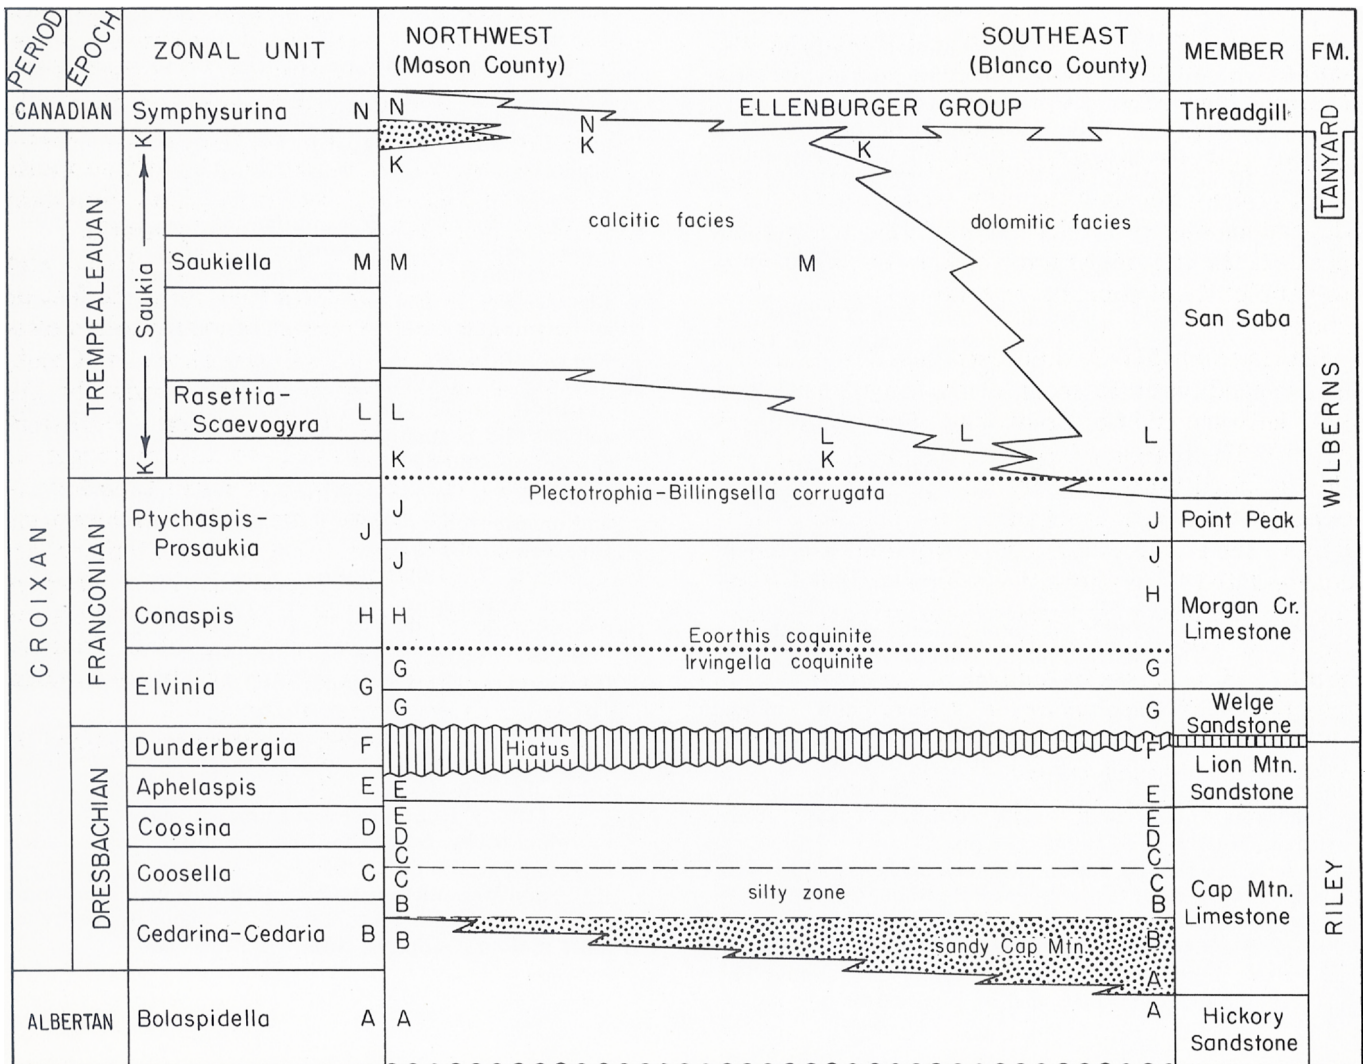 PERIOD
EPOCH
ZONAL UNIT
NORTHWEST
(Mason County)
SOUTHEAST
(Blanco County)
MEMBER
FM.
CANADIAN
Symphysurina N
N
ELLENBURGER GROUP
Threadgill
TANYARD
N
K
K
K
K
CROIXAN
TREMPEALEAUAN
Saukia
K
calcitic facies
dolomitic facies
Saukiella M
M
M
San Saba
WILBERNS
Rasettia-
Scaevogyra L
L
L
K
L
L
K
Plectotrophia-Billingsella corrugata
FRANCONIAN
Ptychaspis-
Prosaukia J
J
J
Point Peak
J
J
Conaspis H
H
H
Morgan Cr.
Limestone
Eoorthis coquinite
Irvingella coquinite
Elvinia G
G
G
G
G
Welge
Sandstone
DRESBACHIAN
Dunderbergia F
Hiatus
F
Lion Mtn.
Sandstone
Aphelaspis E
E
E
Coosina D
E
D
C
E
D
C
Coosella C
C
B
silty zone
C
B
Cap Mtn.
Limestone
RILEY
Cedarina-Cedaria B
B
sandy Cap Mtn.
B
A
ALBERTAN
Bolaspidella A
A
A
Hickory
Sandstone